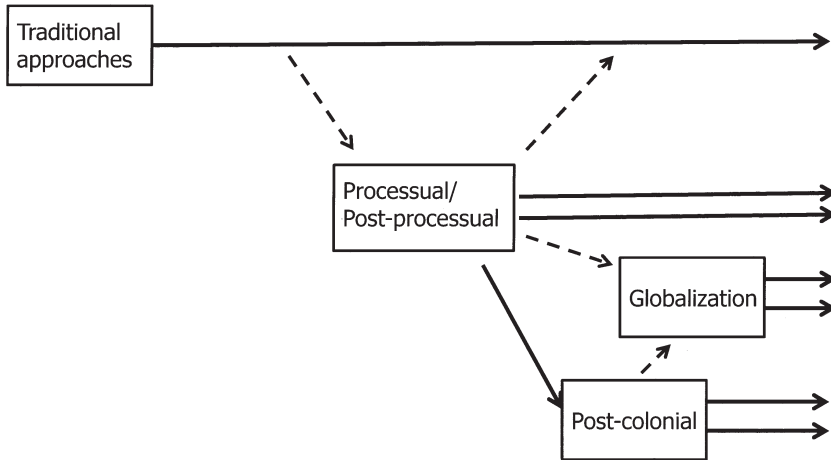 Traditional
approaches
Processual/
Post-processual
Globalization
Post-colonial